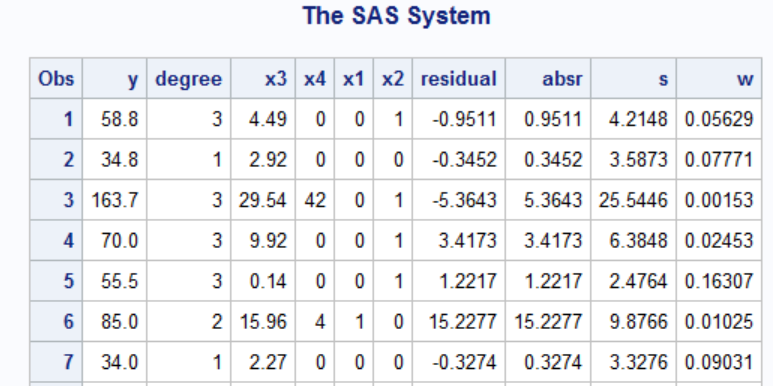 The SAS System
Obs y degree x3 x4 x1 x2 residual absr s w
1 58.8 3 4.49 0 0 1 -0.9511 0.9511 4.2148 0.05629
2 34.8 1 2.92 0 0 0 -0.3452 0.3452 3.5873 0.07771
3 163.7 3 29.54 42 0 1 -5.3643 5.3643 25.5446 0.00153
4 70.0 3 9.92 0 0 1 3.4173 3.4173 6.3848 0.02453
5 55.5 3 0.14 0 0 1 1.2217 1.2217 2.4764 0.16307
6 85.0 2 15.96 4 1 0 15.2277 15.2277 9.8766 0.01025
7 34.0 1 2.27 0 0 0 -0.3274 0.3274 3.3276 0.09031